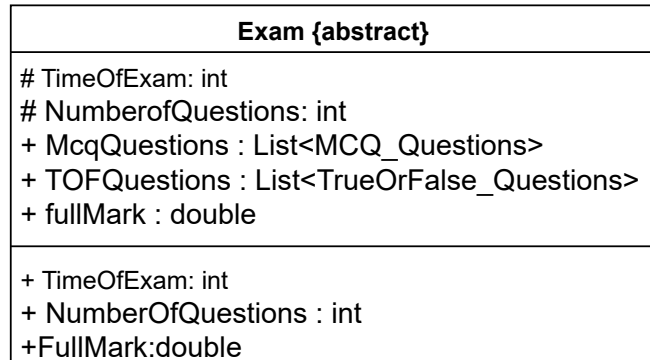 Exam {abstract}
# TimeOfExam: int
# NumberofQuestions: int
+ McqQuestions : List<MCQ_Questions>
+ TOFQuestions : List<TrueOrFalse_Questions>
+ fullMark : double
+ TimeOfExam: int
+ NumberOfQuestions : int
+FullMark:double